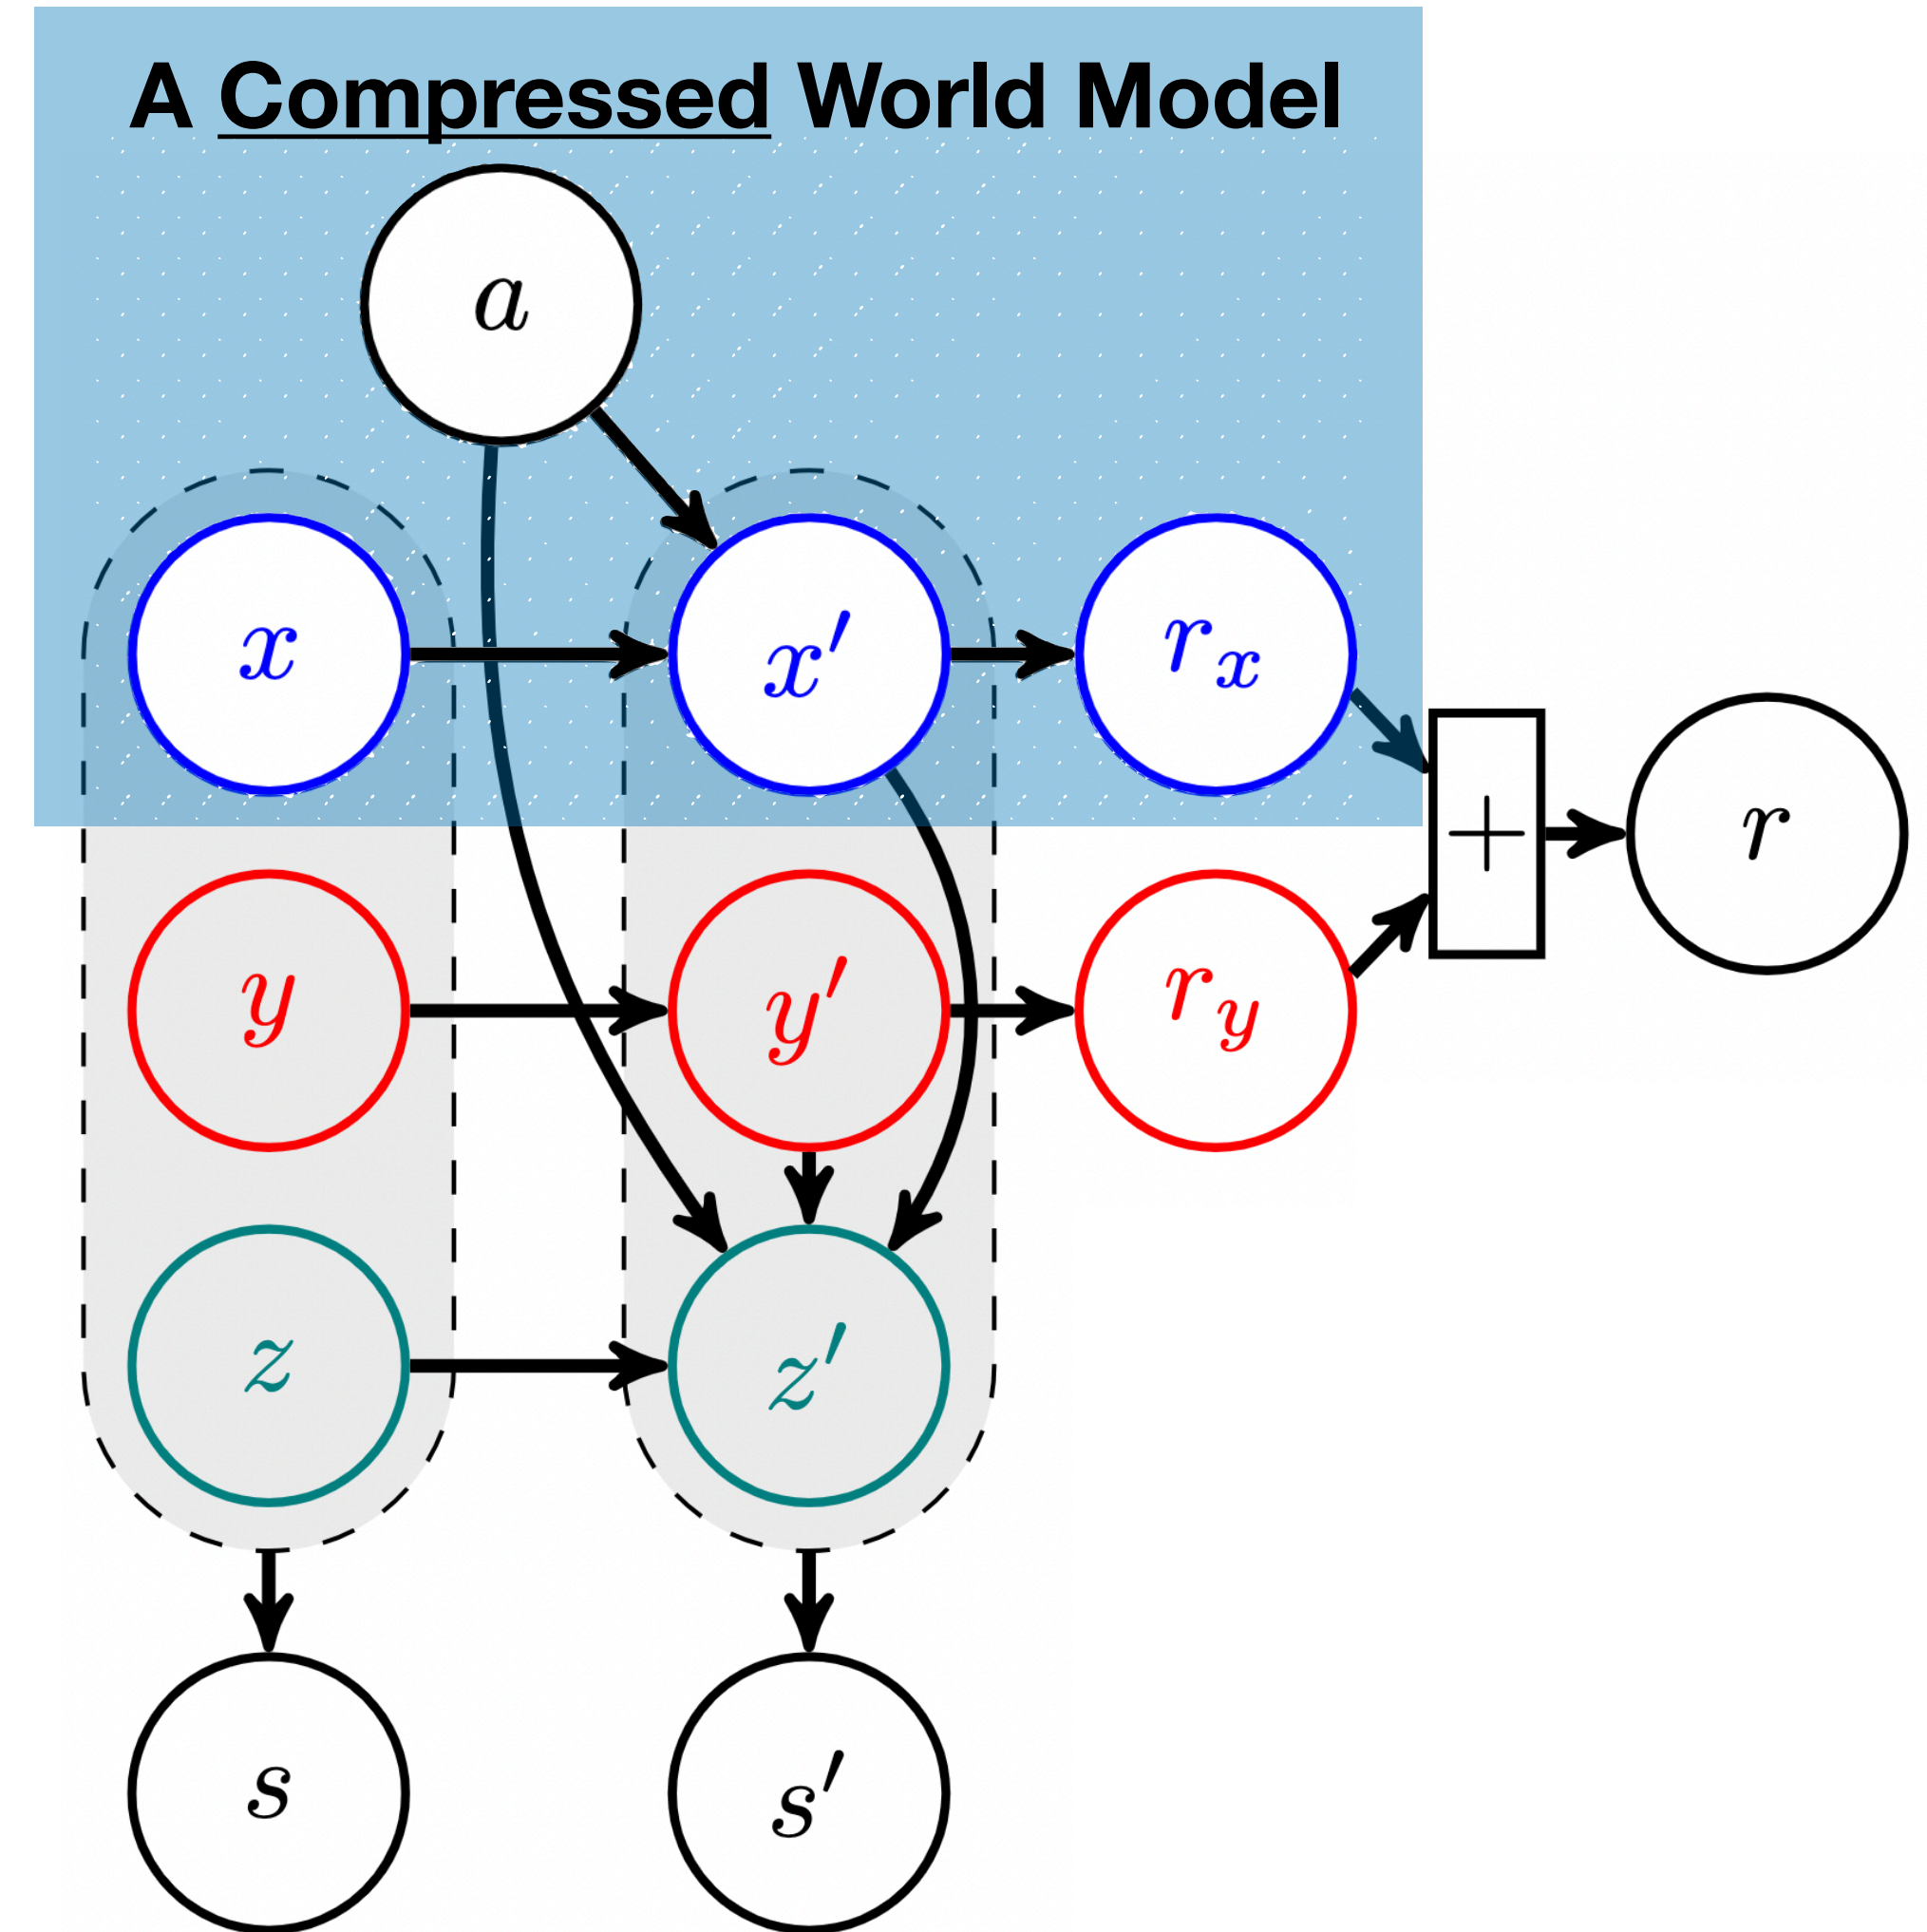 A Compressed World Model
a
x x′ r_x
+ r
y y′ r_y
z z′
s s′